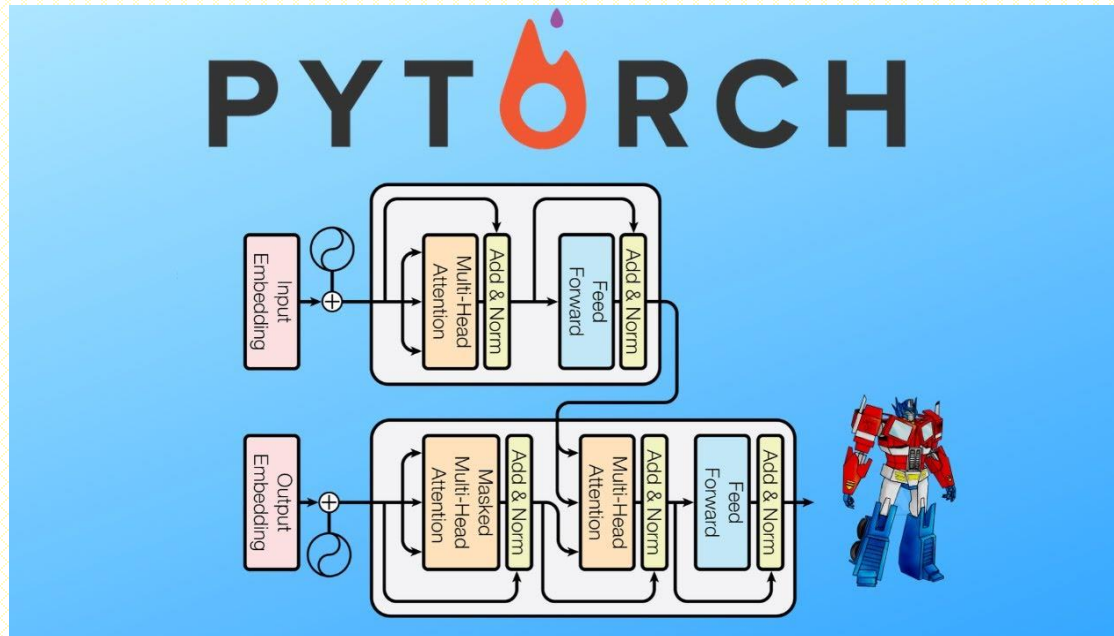 PYTORCH
Input
Embedding
Multi-Head
Attention
Add & Norm
Feed
Forward
Add & Norm
Output
Embedding
Masked
Multi-Head
Attention
Add & Norm
Multi-Head
Attention
Add & Norm
Feed
Forward
Add & Norm